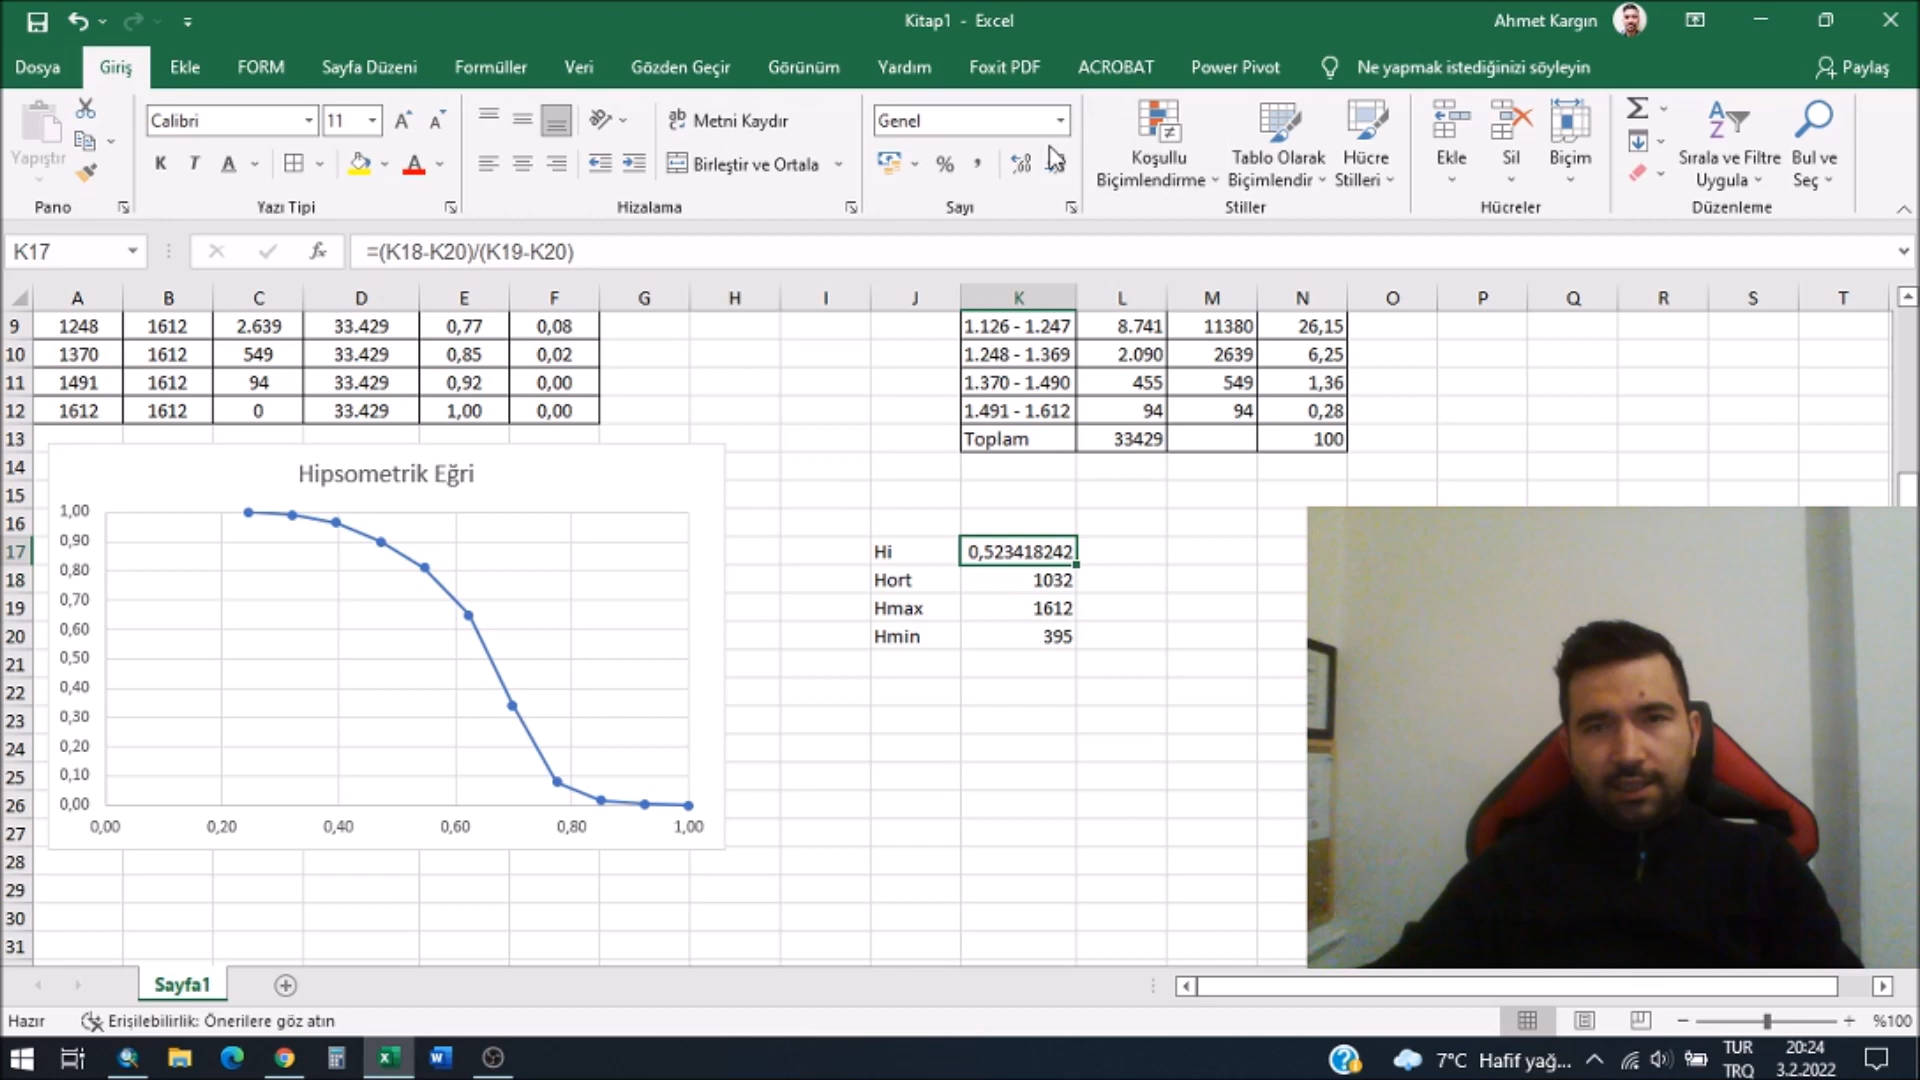 Kitap1 - Excel
Ahmet Kargın
Dosya Giriş Ekle FORM Sayfa Düzeni Formüller Veri Gözden Geçir Görünüm Yardım Foxit PDF ACROBAT Power Pivot Ne yapmak istediğinizi söyleyin Paylaş
Yapıştır
Calibri 11
K T A
Metni Kaydır
Birleştir ve Ortala
Genel
%
Koşullu Biçimlendirme
Tablo Olarak Biçimlendir
Hücre Stilleri
Ekle
Sil
Biçim
Sırala ve Filtre Uygula
Bul ve Seç
Pano Yazı Tipi Hizalama Sayı Stiller Hücreler Düzenleme
K17 fx =(K18-K20)/(K19-K20)
A B C D E F G H I J K L M N O P Q R S T
9 1248 1612 2.639 33.429 0,77 0,08 1.126 - 1.247 8.741 11380 26,15
10 1370 1612 549 33.429 0,85 0,02 1.248 - 1.369 2.090 2639 6,25
11 1491 1612 94 33.429 0,92 0,00 1.370 - 1.490 455 549 1,36
12 1612 1612 0 33.429 1,00 0,00 1.491 - 1.612 94 94 0,28
13 Toplam 33429 100
14
15
16
17 Hi 0,523418242
18 Hort 1032
19 Hmax 1612
20 Hmin 395
21
22
23
24
25
26
27
28
29
30
31
Hipsometrik Eğri
1,00
0,90
0,80
0,70
0,60
0,50
0,40
0,30
0,20
0,10
0,00
0,00 0,20 0,40 0,60 0,80 1,00
Sayfa1
Hazır Erişilebilirlik: Önerilere göz atın %100
7°C Hafif yağ... TUR 20:24
TRQ 3.2.2022